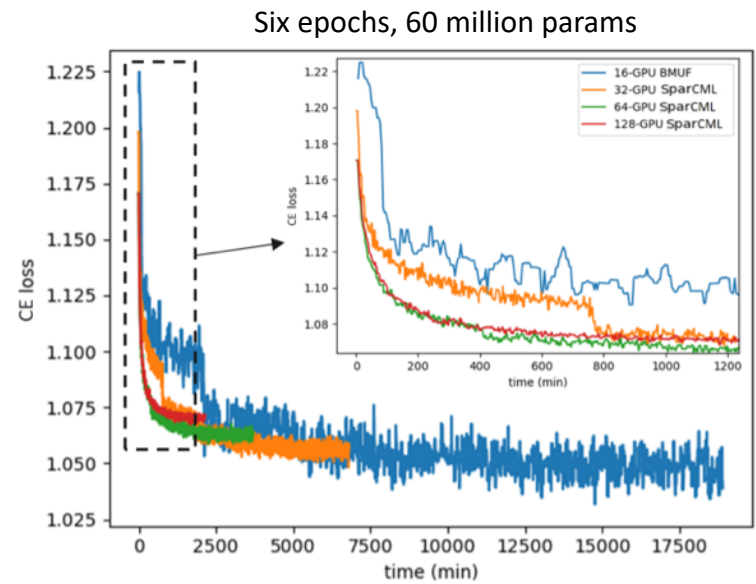 Six epochs, 60 million params
CE loss
1.225
1.200
1.175
1.150
1.125
1.100
1.075
1.050
1.025
0 2500 5000 7500 10000 12500 15000 17500
time (min)
CE loss
1.22
1.20
1.18
1.16
1.14
1.12
1.10
1.08
0 200 400 600 800 1000 1200
time (min)
16-GPU BMUF
32-GPU SparCML
64-GPU SparCML
128-GPU SparCML